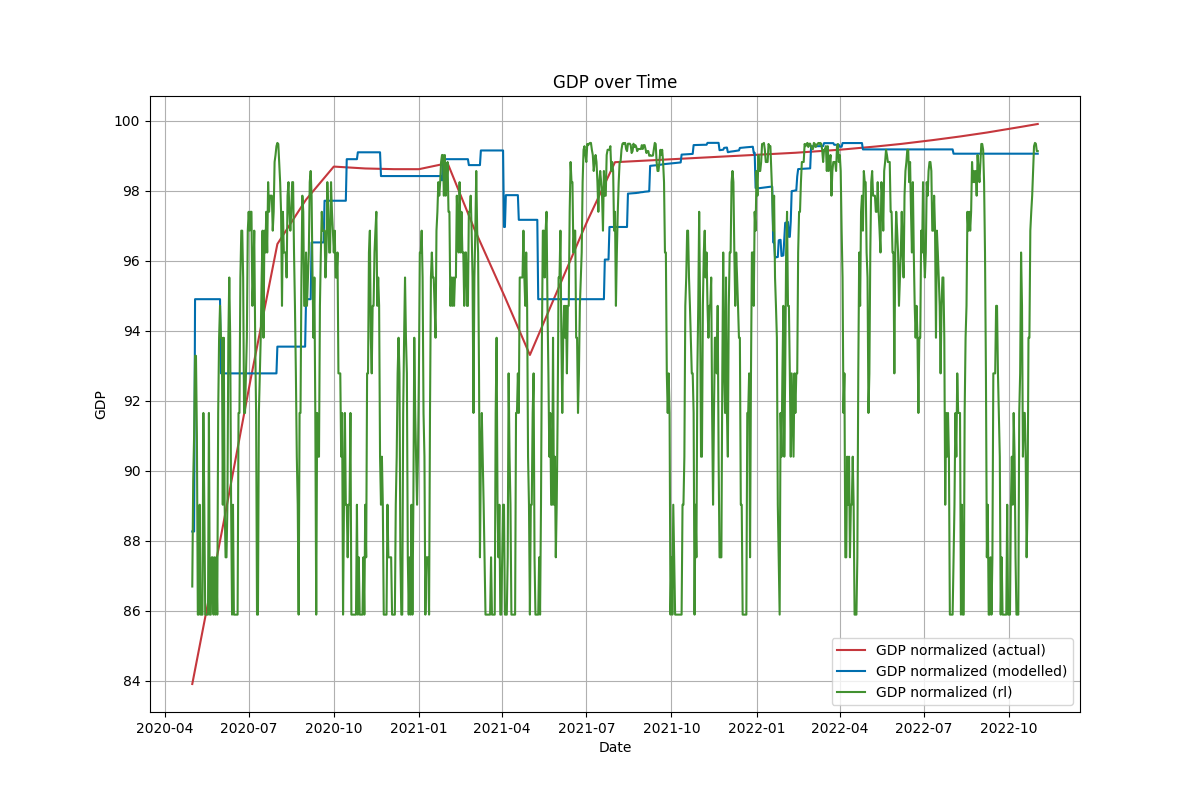 GDP over Time
GDP
100
98
96
94
92
90
88
86
84
2020-04 2020-07 2020-10 2021-01 2021-04 2021-07 2021-10 2022-01 2022-04 2022-07 2022-10
Date
GDP normalized (actual)
GDP normalized (modelled)
GDP normalized (rl)